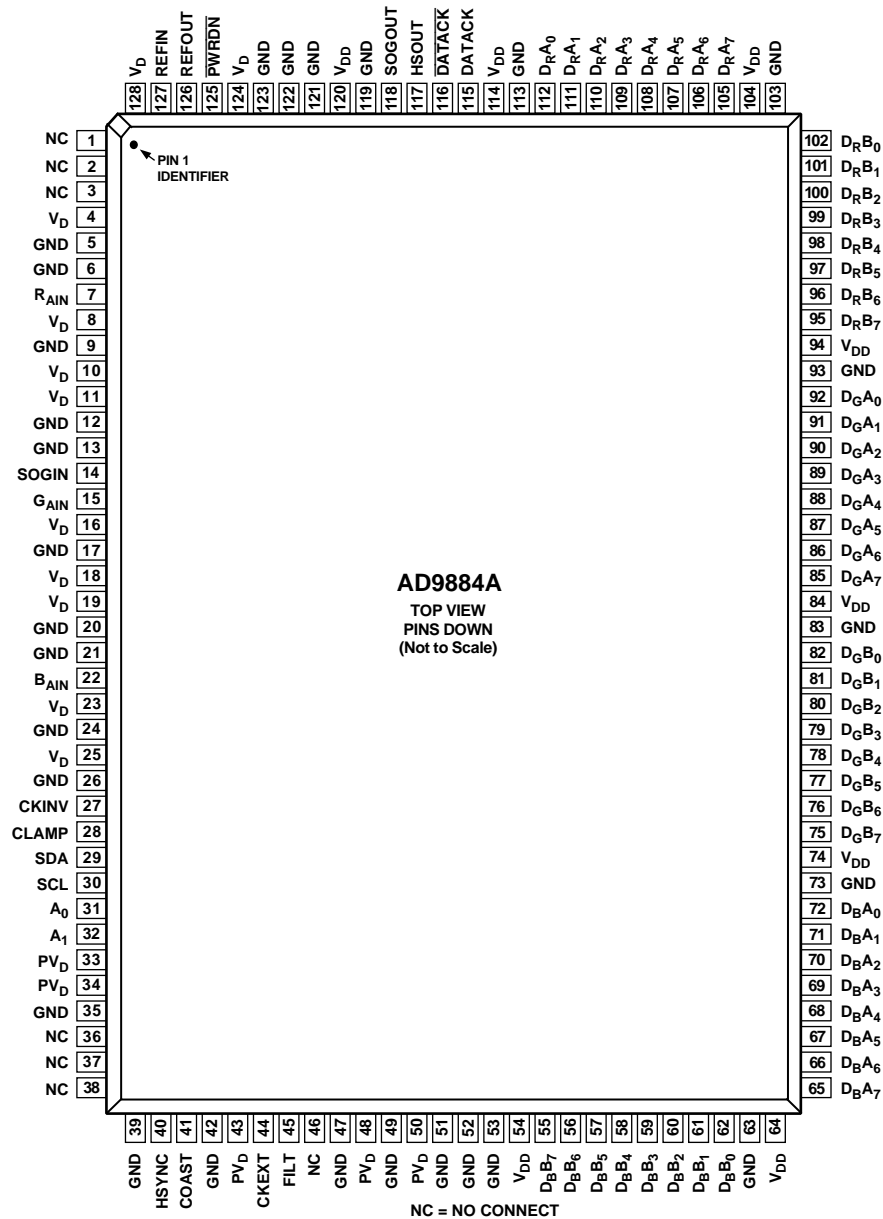 128 V_D
127 REFIN
126 REFOUT
125 PWRDN
124 V_D
123 GND
122 GND
121 GND
120 V_DD
119 GND
118 SOGOUT
117 HSOUT
116 DATACK
115 DATACK
114 V_DD
113 GND
112 D_RA_0
111 D_RA_1
110 D_RA_2
109 D_RA_3
108 D_RA_4
107 D_RA_5
106 D_RA_6
105 D_RA_7
104 V_DD
103 GND
NC 1
NC 2
NC 3
V_D 4
GND 5
GND 6
R_AIN 7
V_D 8
GND 9
V_D 10
V_D 11
GND 12
GND 13
SOGIN 14
G_AIN 15
V_D 16
GND 17
V_D 18
V_D 19
GND 20
GND 21
B_AIN 22
V_D 23
GND 24
V_D 25
GND 26
CKINV 27
CLAMP 28
SDA 29
SCL 30
A_0 31
A_1 32
PV_D 33
PV_D 34
GND 35
NC 36
NC 37
NC 38
PIN 1
IDENTIFIER
AD9884A
TOP VIEW
PINS DOWN
(Not to Scale)
102 D_RB_0
101 D_RB_1
100 D_RB_2
99 D_RB_3
98 D_RB_4
97 D_RB_5
96 D_RB_6
95 D_RB_7
94 V_DD
93 GND
92 D_GA_0
91 D_GA_1
90 D_GA_2
89 D_GA_3
88 D_GA_4
87 D_GA_5
86 D_GA_6
85 D_GA_7
84 V_DD
83 GND
82 D_GB_0
81 D_GB_1
80 D_GB_2
79 D_GB_3
78 D_GB_4
77 D_GB_5
76 D_GB_6
75 D_GB_7
74 V_DD
73 GND
72 D_BA_0
71 D_BA_1
70 D_BA_2
69 D_BA_3
68 D_BA_4
67 D_BA_5
66 D_BA_6
65 D_BA_7
39 GND
40 HSYNC
41 COAST
42 GND
43 PV_D
44 CKEXT
45 FILT
46 NC
47 GND
48 PV_D
49 GND
50 PV_D
51 GND
52 GND
53 GND
54 V_DD
55 D_BB_7
56 D_BB_6
57 D_BB_5
58 D_BB_4
59 D_BB_3
60 D_BB_2
61 D_BB_1
62 D_BB_0
63 GND
64 V_DD
NC = NO CONNECT